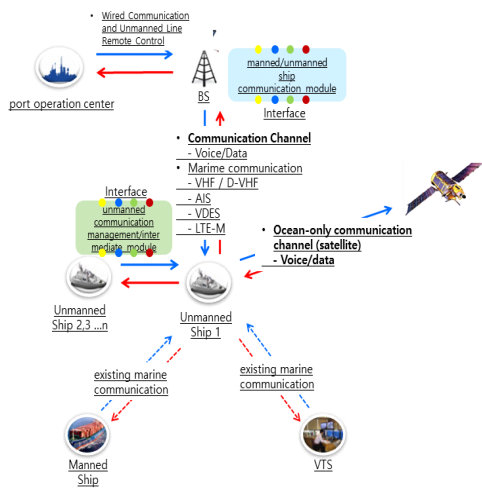 • Wired Communication
and Unmanned Line
Remote Control
port operation center
BS
manned/unmanned
ship
communication module
Interface
• Communication Channel
- Voice/Data
• Marine communication
- VHF / D-VHF
- AIS
- VDES
- LTE-M
Interface
unmanned
communication
management/inter
mediate module
• Ocean-only communication
channel (satellite)
- Voice/data
Unmanned
Ship 2,3 ...n
Unmanned
Ship 1
existing marine
communication
existing marine
communication
Manned
Ship
VTS